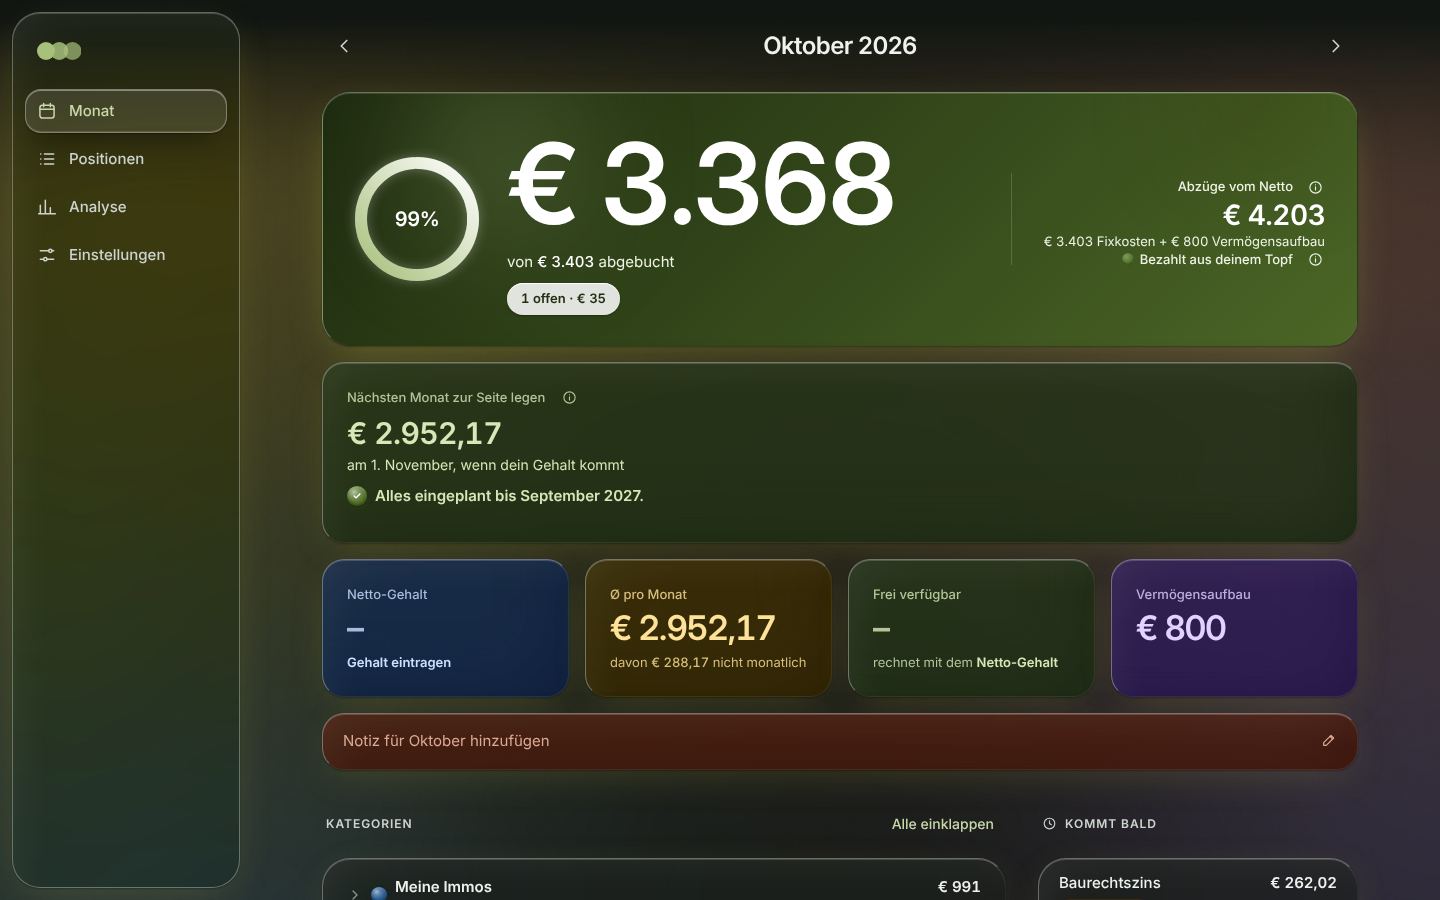 Oktober 2026
Monat
Positionen
Analyse
Einstellungen
99%
€ 3.368
von € 3.403 abgebucht
1 offen · € 35
Abzüge vom Netto
€ 4.203
€ 3.403 Fixkosten + € 800 Vermögensaufbau
Bezahlt aus deinem Topf
Nächsten Monat zur Seite legen
€ 2.952,17
am 1. November, wenn dein Gehalt kommt
Alles eingeplant bis September 2027.
Netto-Gehalt
–
Gehalt eintragen
Ø pro Monat
€ 2.952,17
davon € 288,17 nicht monatlich
Frei verfügbar
–
rechnet mit dem Netto-Gehalt
Vermögensaufbau
€ 800
Notiz für Oktober hinzufügen
KATEGORIEN
Alle einklappen
Meine Immos
€ 991
KOMMT BALD
Baurechtszins
€ 262,02